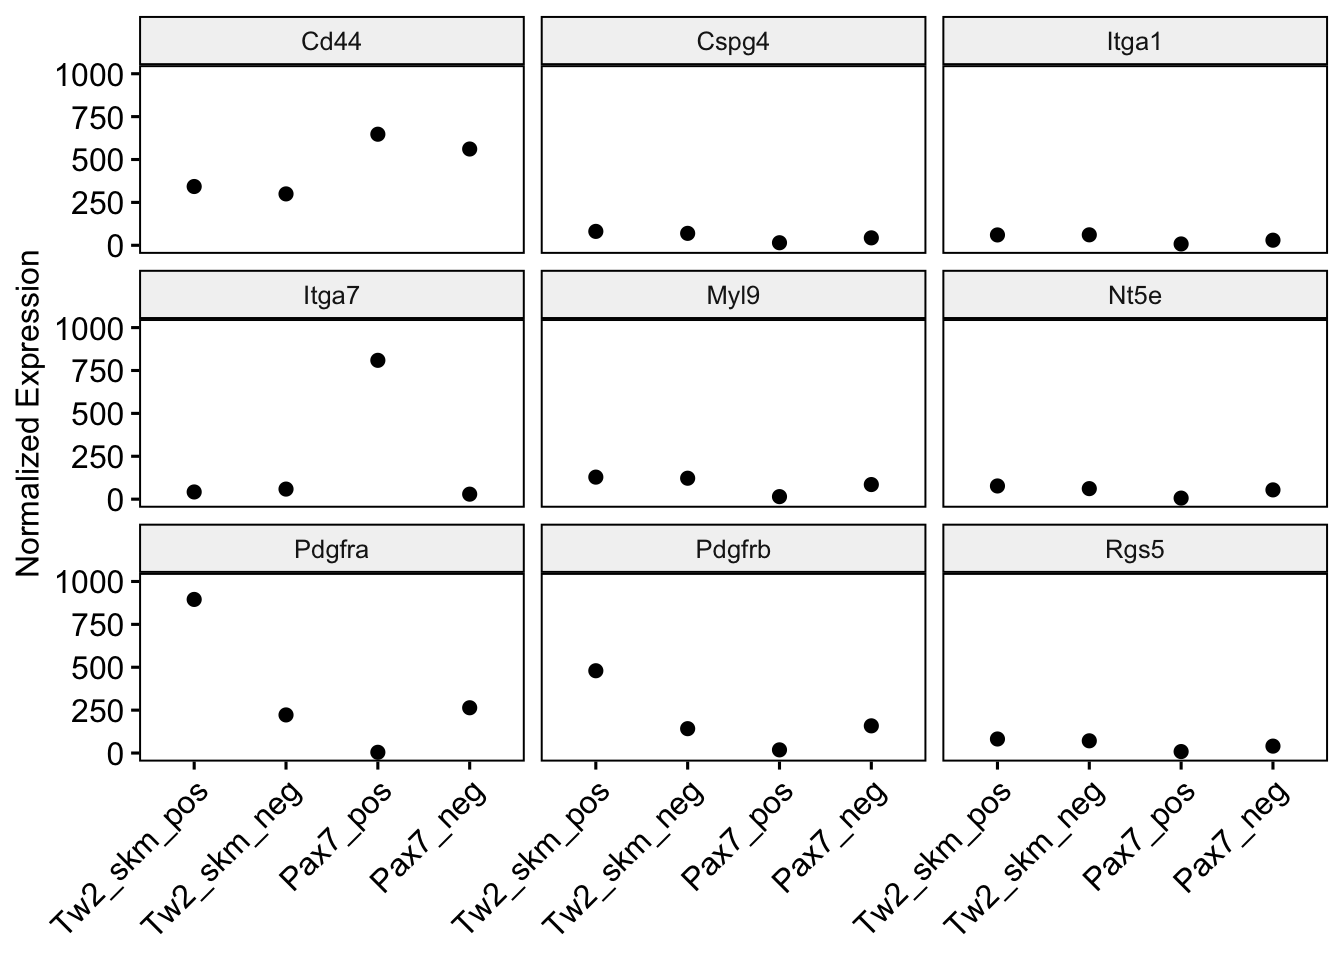 Cd44
Cspg4
Itga1
1000
750
500
250
0
Itga7
Myl9
Nt5e
1000
750
500
250
0
Pdgfra
Pdgfrb
Rgs5
1000
750
500
250
0
Normalized Expression
Tw2_skm_pos
Tw2_skm_neg
Pax7_pos
Pax7_neg
Tw2_skm_pos
Tw2_skm_neg
Pax7_pos
Pax7_neg
Tw2_skm_pos
Tw2_skm_neg
Pax7_pos
Pax7_neg